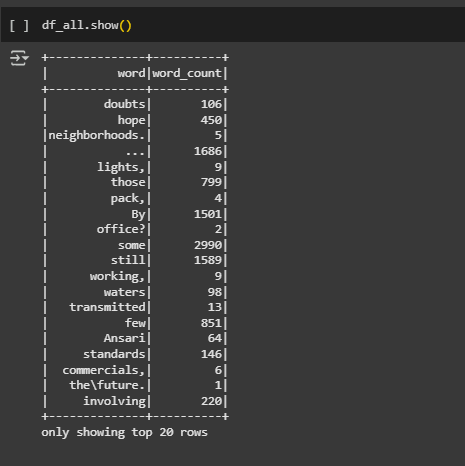 [ ] df_all.show()
+--------------+----------+
|          word|word_count|
+--------------+----------+
|        doubts|       106|
|          hope|       450|
|neighborhoods.|         5|
|           ...|      1686|
|       lights,|         9|
|         those|       799|
|         pack,|         4|
|            By|      1501|
|       office?|         2|
|          some|      2990|
|         still|      1589|
|      working,|         9|
|        waters|        98|
|   transmitted|        13|
|           few|       851|
|        Ansari|        64|
|     standards|       146|
|  commercials,|         6|
|   the\future.|         1|
|     involving|       220|
+--------------+----------+
only showing top 20 rows